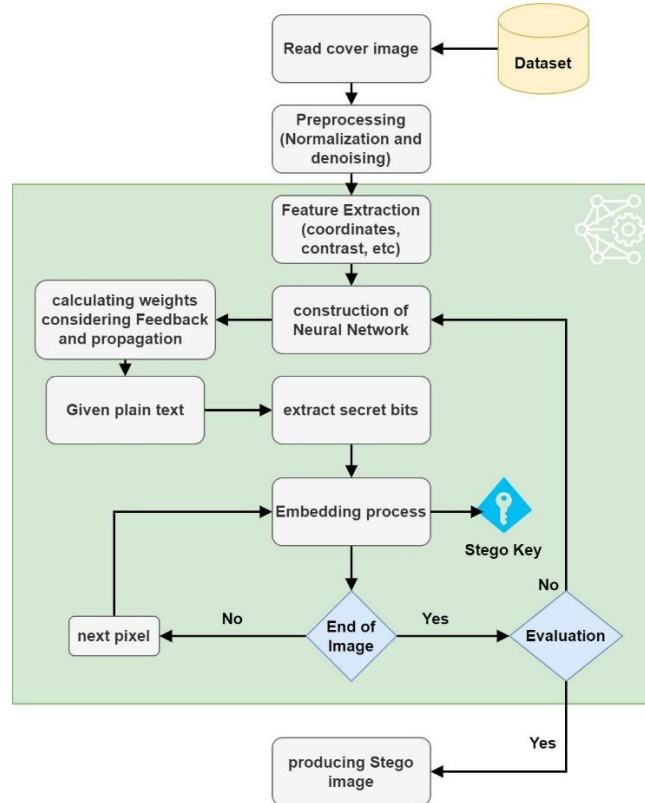 Read cover image
Dataset
Preprocessing
(Normalization and
denoising)
Feature Extraction
(coordinates,
contrast, etc)
calculating weights
considering Feedback
and propagation
construction of
Neural Network
Given plain text
extract secret bits
Embedding process
Stego Key
No
next pixel
No
End of
Image
Yes
Evaluation
Yes
producing Stego
image